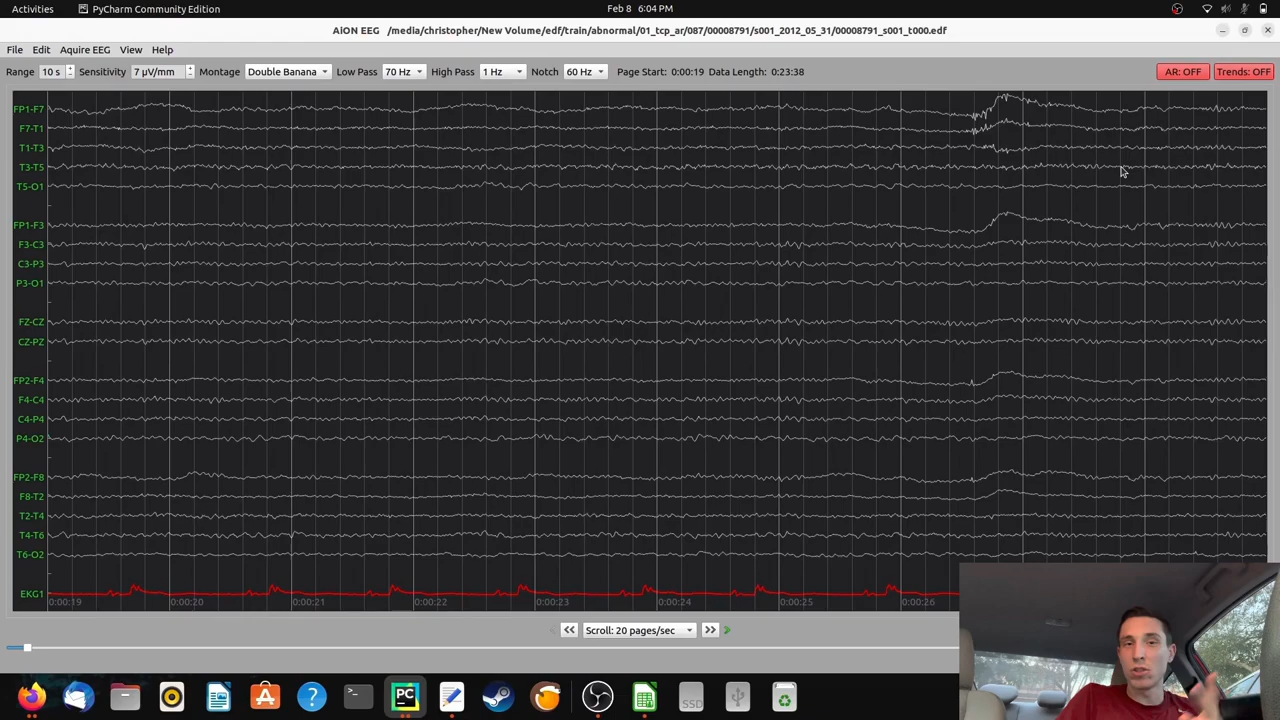 Activities PyCharm Community Edition Feb 8 6:04 PM
AION EEG /media/christopher/New Volume/edf/train/abnormal/01_tcp_ar/087/00008791/s001_2012_05_31/00008791_s001_t000.edf
File Edit Aquire EEG View Help
Range 10 s Sensitivity 7 μV/mm Montage Double Banana Low Pass 70 Hz High Pass 1 Hz Notch 60 Hz Page Start: 0:00:19 Data Length: 0:23:38 AR: OFF Trends: OFF
FP1-F7
F7-T1
T1-T3
T3-T5
T5-O1
FP1-F3
F3-C3
C3-P3
P3-O1
FZ-CZ
CZ-PZ
FP2-F4
F4-C4
C4-P4
P4-O2
FP2-F8
F8-T2
T2-T4
T4-T6
T6-O2
EKG1
0:00:19 0:00:20 0:00:21 0:00:22 0:00:23 0:00:24 0:00:25 0:00:26
Scroll: 20 pages/sec
SSD